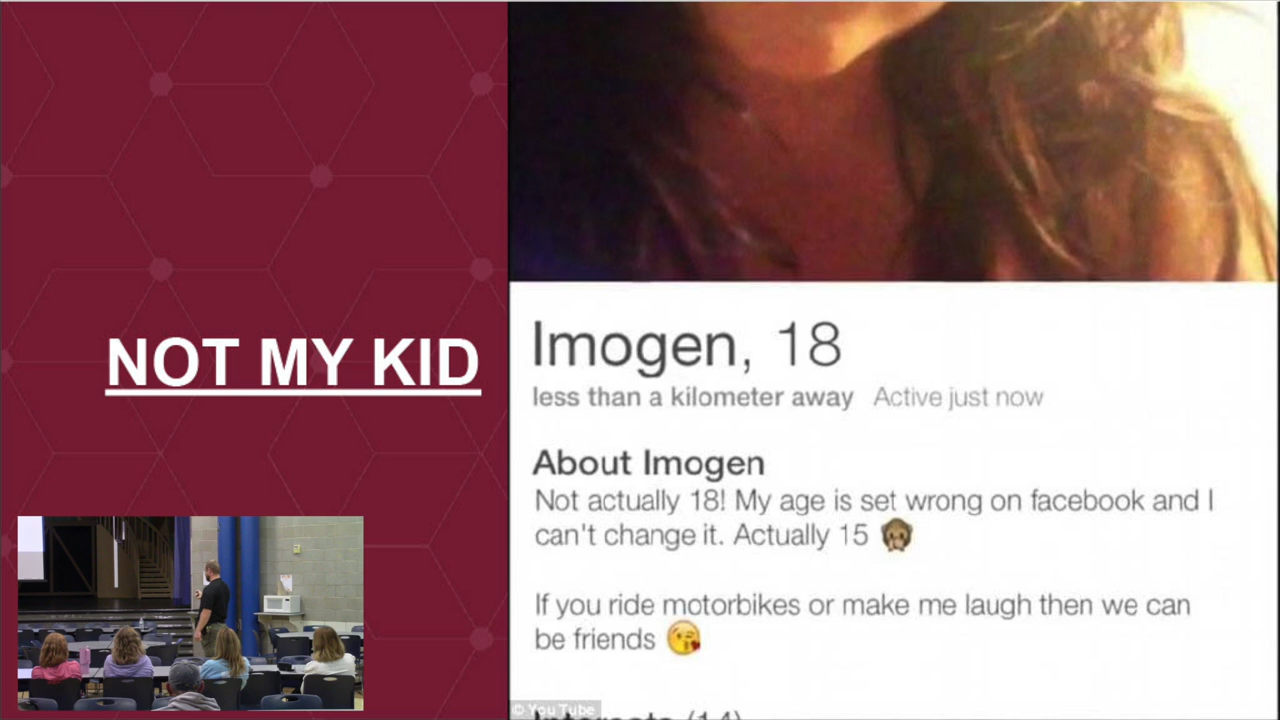 NOT MY KID
Imogen, 18
less than a kilometer away Active just now
About Imogen
Not actually 18! My age is set wrong on facebook and I
can't change it. Actually 15 🙊
If you ride motorbikes or make me laugh then we can
be friends 😘
© YouTube
Interests (14)